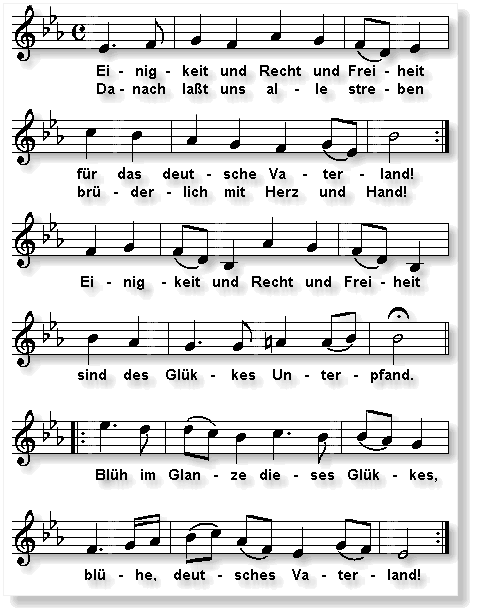 Ei - nig - keit und Recht und Frei - heit
Da - nach laßt uns al - le stre - ben
für das deut - sche Va - ter - land!
brü - der - lich mit Herz und Hand!
Ei - nig - keit und Recht und Frei - heit
sind des Glük - kes Un - ter - pfand.
Blüh im Glan - ze die - ses Glük - kes,
blü - he, deut - sches Va - ter - land!